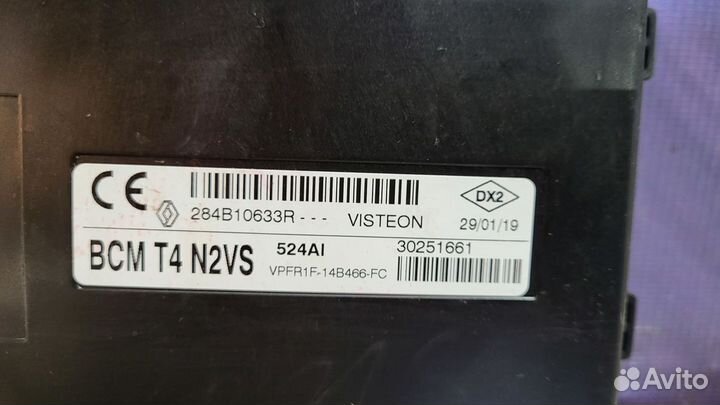 CE
DX2
284B10633R - - - VISTEON 29/01/19
BCM T4 N2VS 524AI 30251661
VPFR1F-14B466-FC
Avito